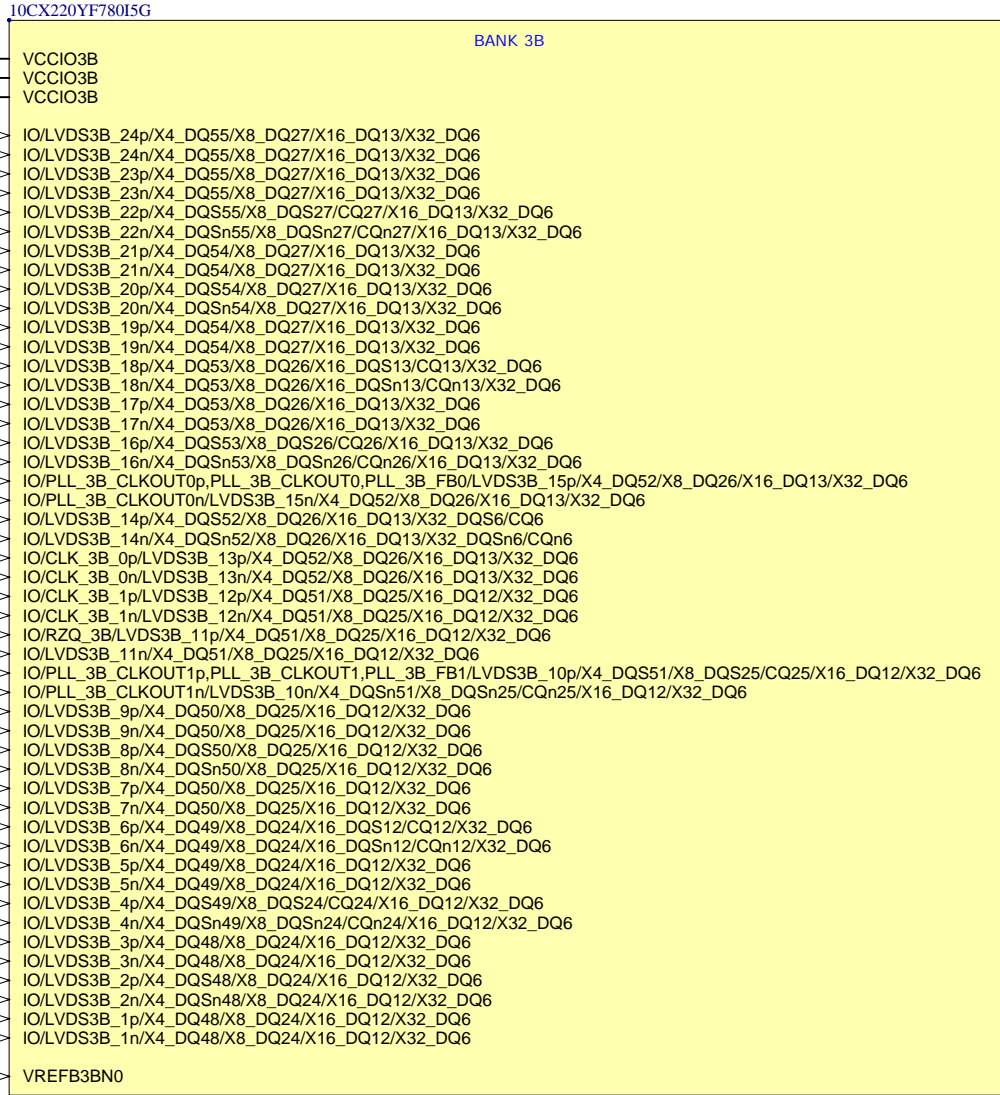 10CX220YF780I5G
BANK 3B
VCCIO3B
VCCIO3B
VCCIO3B
IO/LVDS3B_24p/X4_DQ55/X8_DQ27/X16_DQ13/X32_DQ6
IO/LVDS3B_24n/X4_DQ55/X8_DQ27/X16_DQ13/X32_DQ6
IO/LVDS3B_23p/X4_DQ55/X8_DQ27/X16_DQ13/X32_DQ6
IO/LVDS3B_23n/X4_DQ55/X8_DQ27/X16_DQ13/X32_DQ6
IO/LVDS3B_22p/X4_DQS55/X8_DQS27/CQ27/X16_DQ13/X32_DQ6
IO/LVDS3B_22n/X4_DQSn55/X8_DQSn27/CQn27/X16_DQ13/X32_DQ6
IO/LVDS3B_21p/X4_DQ54/X8_DQ27/X16_DQ13/X32_DQ6
IO/LVDS3B_21n/X4_DQ54/X8_DQ27/X16_DQ13/X32_DQ6
IO/LVDS3B_20p/X4_DQS54/X8_DQ27/X16_DQ13/X32_DQ6
IO/LVDS3B_20n/X4_DQSn54/X8_DQ27/X16_DQ13/X32_DQ6
IO/LVDS3B_19p/X4_DQ54/X8_DQ27/X16_DQ13/X32_DQ6
IO/LVDS3B_19n/X4_DQ54/X8_DQ27/X16_DQ13/X32_DQ6
IO/LVDS3B_18p/X4_DQ53/X8_DQ26/X16_DQS13/CQ13/X32_DQ6
IO/LVDS3B_18n/X4_DQ53/X8_DQ26/X16_DQSn13/CQn13/X32_DQ6
IO/LVDS3B_17p/X4_DQ53/X8_DQ26/X16_DQ13/X32_DQ6
IO/LVDS3B_17n/X4_DQ53/X8_DQ26/X16_DQ13/X32_DQ6
IO/LVDS3B_16p/X4_DQS53/X8_DQS26/CQ26/X16_DQ13/X32_DQ6
IO/LVDS3B_16n/X4_DQSn53/X8_DQSn26/CQn26/X16_DQ13/X32_DQ6
IO/PLL_3B_CLKOUT0p,PLL_3B_CLKOUT0,PLL_3B_FB0/LVDS3B_15p/X4_DQ52/X8_DQ26/X16_DQ13/X32_DQ6
IO/PLL_3B_CLKOUT0n/LVDS3B_15n/X4_DQ52/X8_DQ26/X16_DQ13/X32_DQ6
IO/LVDS3B_14p/X4_DQS52/X8_DQ26/X16_DQ13/X32_DQS6/CQ6
IO/LVDS3B_14n/X4_DQSn52/X8_DQ26/X16_DQ13/X32_DQSn6/CQn6
IO/CLK_3B_0p/LVDS3B_13p/X4_DQ52/X8_DQ26/X16_DQ13/X32_DQ6
IO/CLK_3B_0n/LVDS3B_13n/X4_DQ52/X8_DQ26/X16_DQ13/X32_DQ6
IO/CLK_3B_1p/LVDS3B_12p/X4_DQ51/X8_DQ25/X16_DQ12/X32_DQ6
IO/CLK_3B_1n/LVDS3B_12n/X4_DQ51/X8_DQ25/X16_DQ12/X32_DQ6
IO/RZQ_3B/LVDS3B_11p/X4_DQ51/X8_DQ25/X16_DQ12/X32_DQ6
IO/LVDS3B_11n/X4_DQ51/X8_DQ25/X16_DQ12/X32_DQ6
IO/PLL_3B_CLKOUT1p,PLL_3B_CLKOUT1,PLL_3B_FB1/LVDS3B_10p/X4_DQS51/X8_DQS25/CQ25/X16_DQ12/X32_DQ6
IO/PLL_3B_CLKOUT1n/LVDS3B_10n/X4_DQSn51/X8_DQSn25/CQn25/X16_DQ12/X32_DQ6
IO/LVDS3B_9p/X4_DQ50/X8_DQ25/X16_DQ12/X32_DQ6
IO/LVDS3B_9n/X4_DQ50/X8_DQ25/X16_DQ12/X32_DQ6
IO/LVDS3B_8p/X4_DQS50/X8_DQ25/X16_DQ12/X32_DQ6
IO/LVDS3B_8n/X4_DQSn50/X8_DQ25/X16_DQ12/X32_DQ6
IO/LVDS3B_7p/X4_DQ50/X8_DQ25/X16_DQ12/X32_DQ6
IO/LVDS3B_7n/X4_DQ50/X8_DQ25/X16_DQ12/X32_DQ6
IO/LVDS3B_6p/X4_DQ49/X8_DQ24/X16_DQS12/CQ12/X32_DQ6
IO/LVDS3B_6n/X4_DQ49/X8_DQ24/X16_DQSn12/CQn12/X32_DQ6
IO/LVDS3B_5p/X4_DQ49/X8_DQ24/X16_DQ12/X32_DQ6
IO/LVDS3B_5n/X4_DQ49/X8_DQ24/X16_DQ12/X32_DQ6
IO/LVDS3B_4p/X4_DQS49/X8_DQS24/CQ24/X16_DQ12/X32_DQ6
IO/LVDS3B_4n/X4_DQSn49/X8_DQSn24/CQn24/X16_DQ12/X32_DQ6
IO/LVDS3B_3p/X4_DQ48/X8_DQ24/X16_DQ12/X32_DQ6
IO/LVDS3B_3n/X4_DQ48/X8_DQ24/X16_DQ12/X32_DQ6
IO/LVDS3B_2p/X4_DQS48/X8_DQ24/X16_DQ12/X32_DQ6
IO/LVDS3B_2n/X4_DQSn48/X8_DQ24/X16_DQ12/X32_DQ6
IO/LVDS3B_1p/X4_DQ48/X8_DQ24/X16_DQ12/X32_DQ6
IO/LVDS3B_1n/X4_DQ48/X8_DQ24/X16_DQ12/X32_DQ6
VREFB3BN0